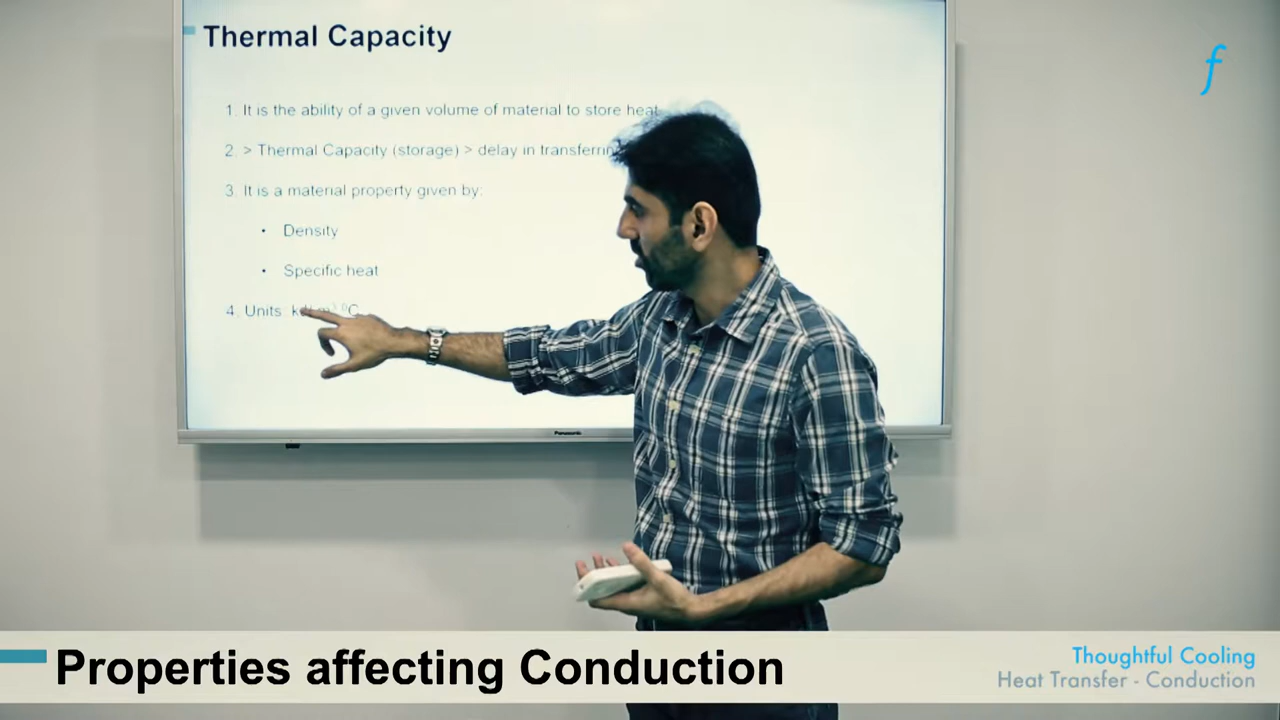 Thermal Capacity
f
1. It is the ability of a given volume of material to store heat
2. > Thermal Capacity (storage) > delay in
3. It is a material property given by:
• Density
• Specific heat
4. Units:
Panasonic
Properties affecting Conduction
Thoughtful Cooling
Heat Transfer - Conduction